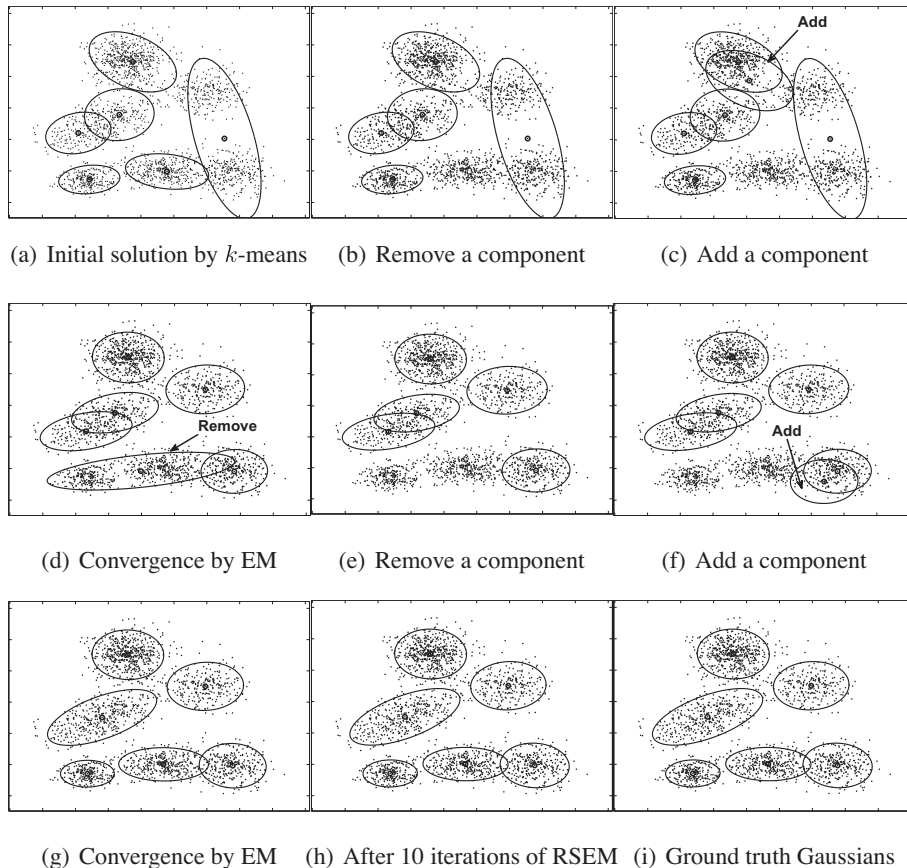 Add
(a) Initial solution by k-means (b) Remove a component (c) Add a component
Remove
Add
(d) Convergence by EM (e) Remove a component (f) Add a component
(g) Convergence by EM (h) After 10 iterations of RSEM (i) Ground truth Gaussians